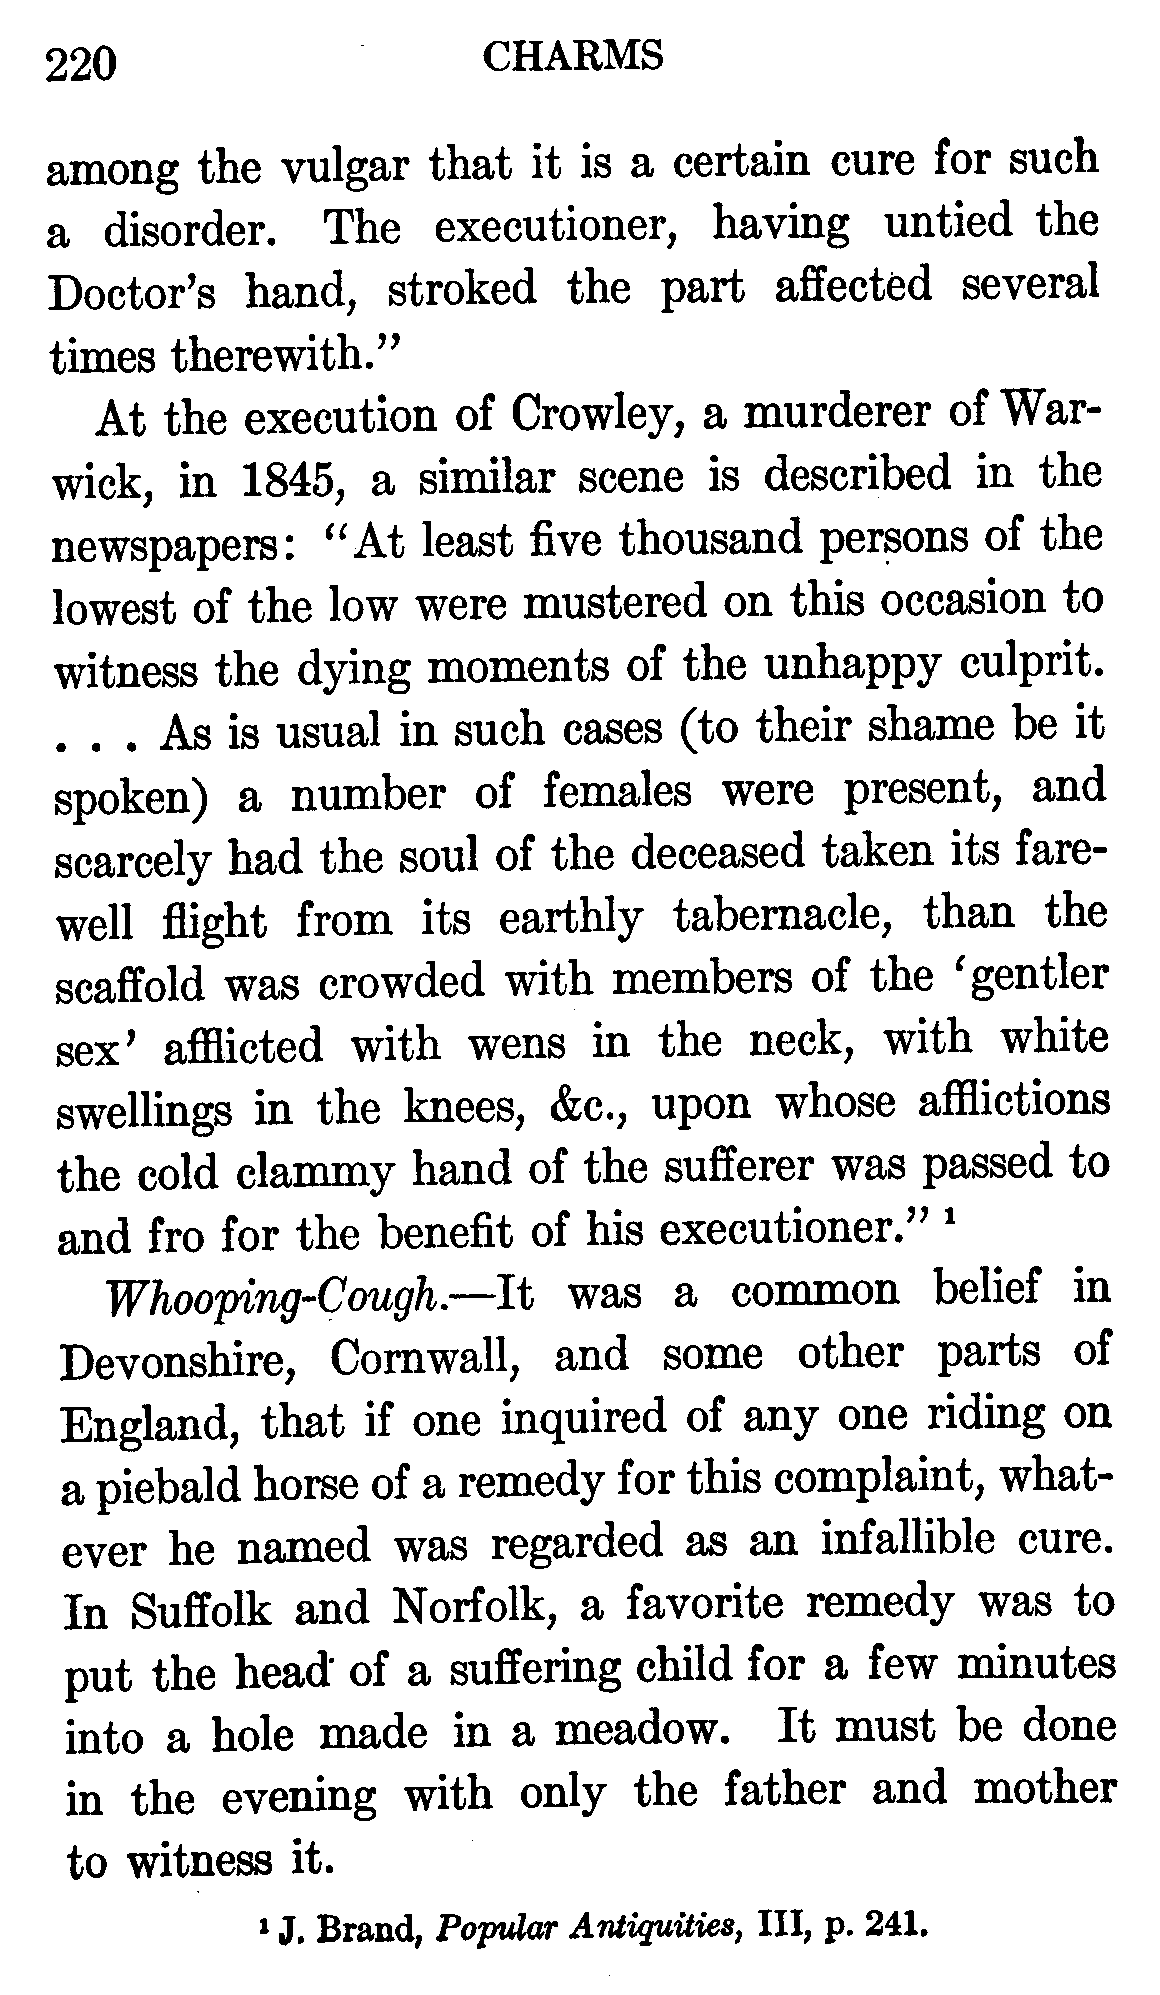 220 CHARMS
among the vulgar that it is a certain cure for such
a disorder. The executioner, having untied the
Doctor's hand, stroked the part affected several
times therewith."
At the execution of Crowley, a murderer of War-
wick, in 1845, a similar scene is described in the
newspapers: "At least five thousand persons of the
lowest of the low were mustered on this occasion to
witness the dying moments of the unhappy culprit.
. . . As is usual in such cases (to their shame be it
spoken) a number of females were present, and
scarcely had the soul of the deceased taken its fare-
well flight from its earthly tabernacle, than the
scaffold was crowded with members of the 'gentler
sex' afflicted with wens in the neck, with white
swellings in the knees, &c., upon whose afflictions
the cold clammy hand of the sufferer was passed to
and fro for the benefit of his executioner." ¹
Whooping-Cough.—It was a common belief in
Devonshire, Cornwall, and some other parts of
England, that if one inquired of any one riding on
a piebald horse of a remedy for this complaint, what-
ever he named was regarded as an infallible cure.
In Suffolk and Norfolk, a favorite remedy was to
put the head of a suffering child for a few minutes
into a hole made in a meadow. It must be done
in the evening with only the father and mother
to witness it.
¹ J. Brand, Popular Antiquities, III, p. 241.